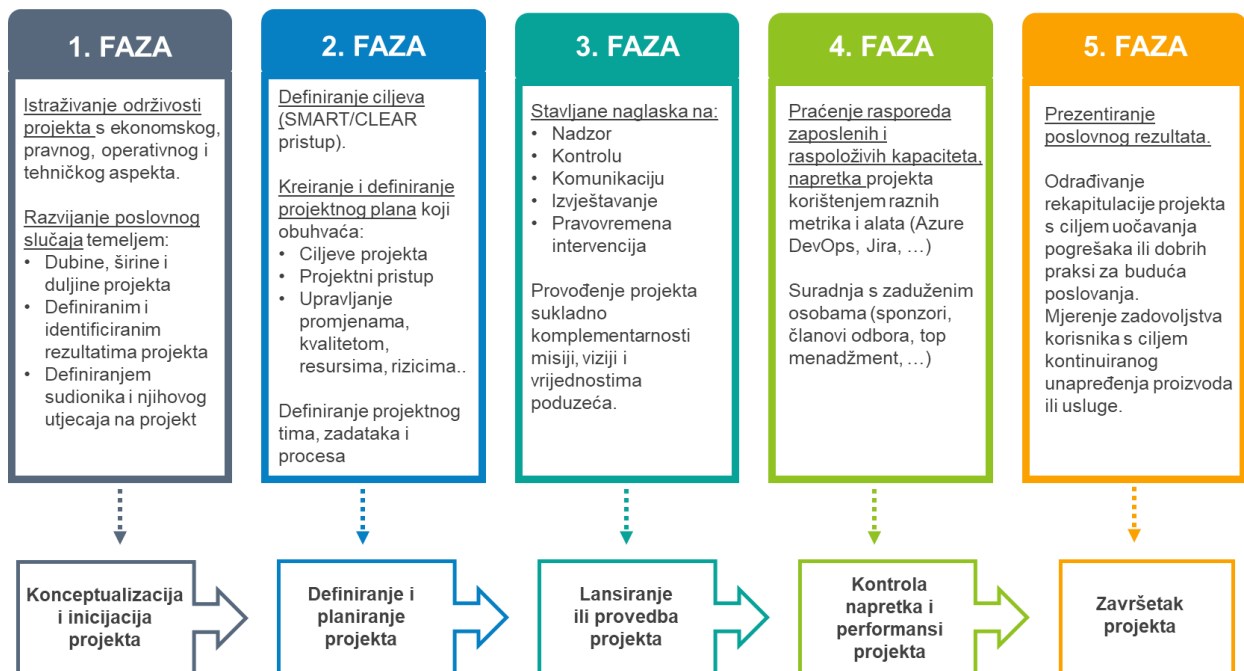 1. FAZA
Istraživanje održivosti
projekta s ekonomskog,
pravnog, operativnog i
tehničkog aspekta.
Razvijanje poslovnog
slučaja temeljem:
• Dubine, širine i
duljine projekta
• Definiranim i
identificiranim
rezultatima projekta
• Definiranjem
sudionika i njihovog
utjecaja na projekt
2. FAZA
Definiranje ciljeva
(SMART/CLEAR
pristup).
Kreiranje i definiranje
projektnog plana koji
obuhvaća:
• Ciljeve projekta
• Projektni pristup
• Upravljanje
promjenama,
kvalitetom,
resursima, rizicima..
Definiranje projektnog
tima, zadataka i
procesa
3. FAZA
Stavljane naglaska na:
• Nadzor
• Kontrolu
• Komunikaciju
• Izvještavanje
• Pravovremena
intervencija
Provođenje projekta
sukladno
komplementarnosti
misiji, viziji i
vrijednostima
poduzeća.
4. FAZA
Praćenje rasporeda
zaposlenih i
raspoloživih kapaciteta,
napretka projekta
korištenjem raznih
metrika i alata (Azure
DevOps, Jira, …)
Suradnja s zaduženim
osobama (sponzori,
članovi odbora, top
menadžment, …)
5. FAZA
Prezentiranje
poslovnog rezultata.
Odrađivanje
rekapitulacije projekta
s ciljem uočavanja
pogrešaka ili dobrih
praksi za buduća
poslovanja.
Mjerenje zadovoljstva
korisnika s ciljem
kontinuiranog
unapređenja proizvoda
ili usluge.
Konceptualizacija
i inicijacija
projekta
Definiranje i
planiranje
projekta
Lansiranje
ili provedba
projekta
Kontrola
napretka i
performansi
projekta
Završetak
projekta